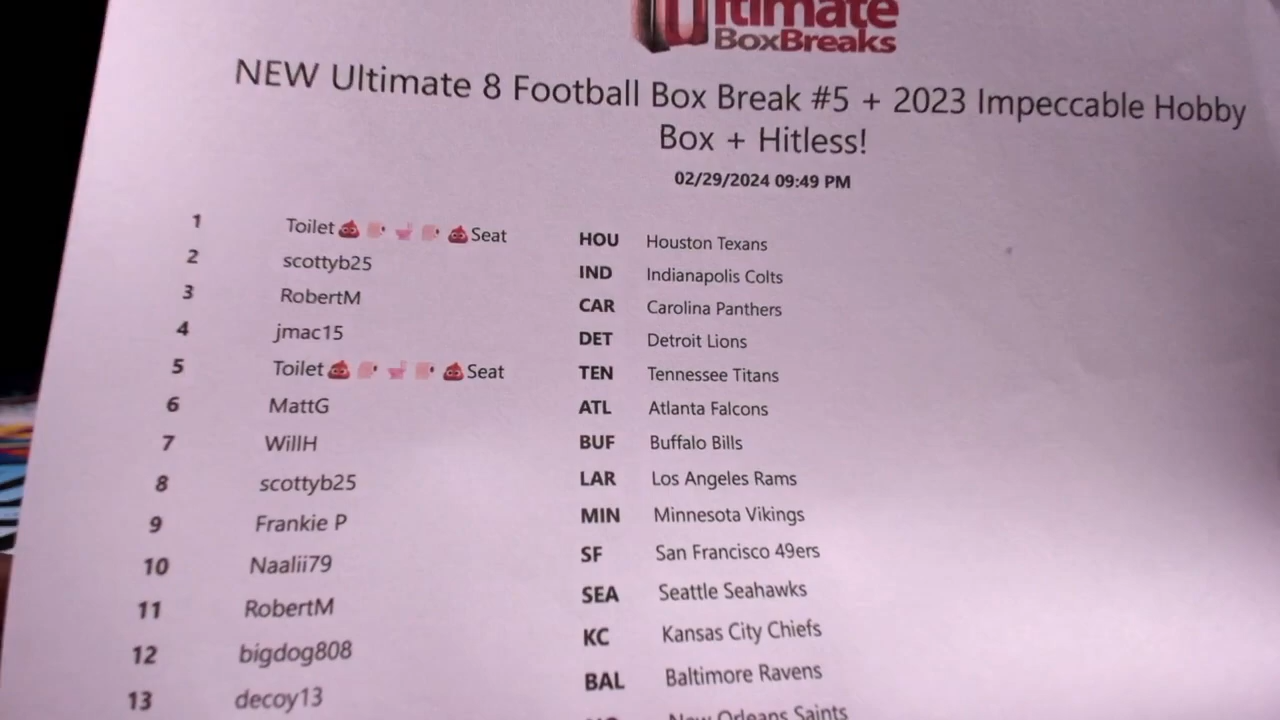 Ultimate
BoxBreaks
NEW Ultimate 8 Football Box Break #5 + 2023 Impeccable Hobby
Box + Hitless!
02/29/2024 09:49 PM
1 Toilet💩🧻🚽🧻💩Seat HOU Houston Texans
2 scottyb25 IND Indianapolis Colts
3 RobertM CAR Carolina Panthers
4 jmac15 DET Detroit Lions
5 Toilet💩🧻🚽🧻💩Seat TEN Tennessee Titans
6 MattG ATL Atlanta Falcons
7 WillH BUF Buffalo Bills
8 scottyb25 LAR Los Angeles Rams
9 Frankie P MIN Minnesota Vikings
10 Naalii79 SF San Francisco 49ers
11 RobertM SEA Seattle Seahawks
12 bigdog808 KC Kansas City Chiefs
13 decoy13 BAL Baltimore Ravens
New Orleans Saints